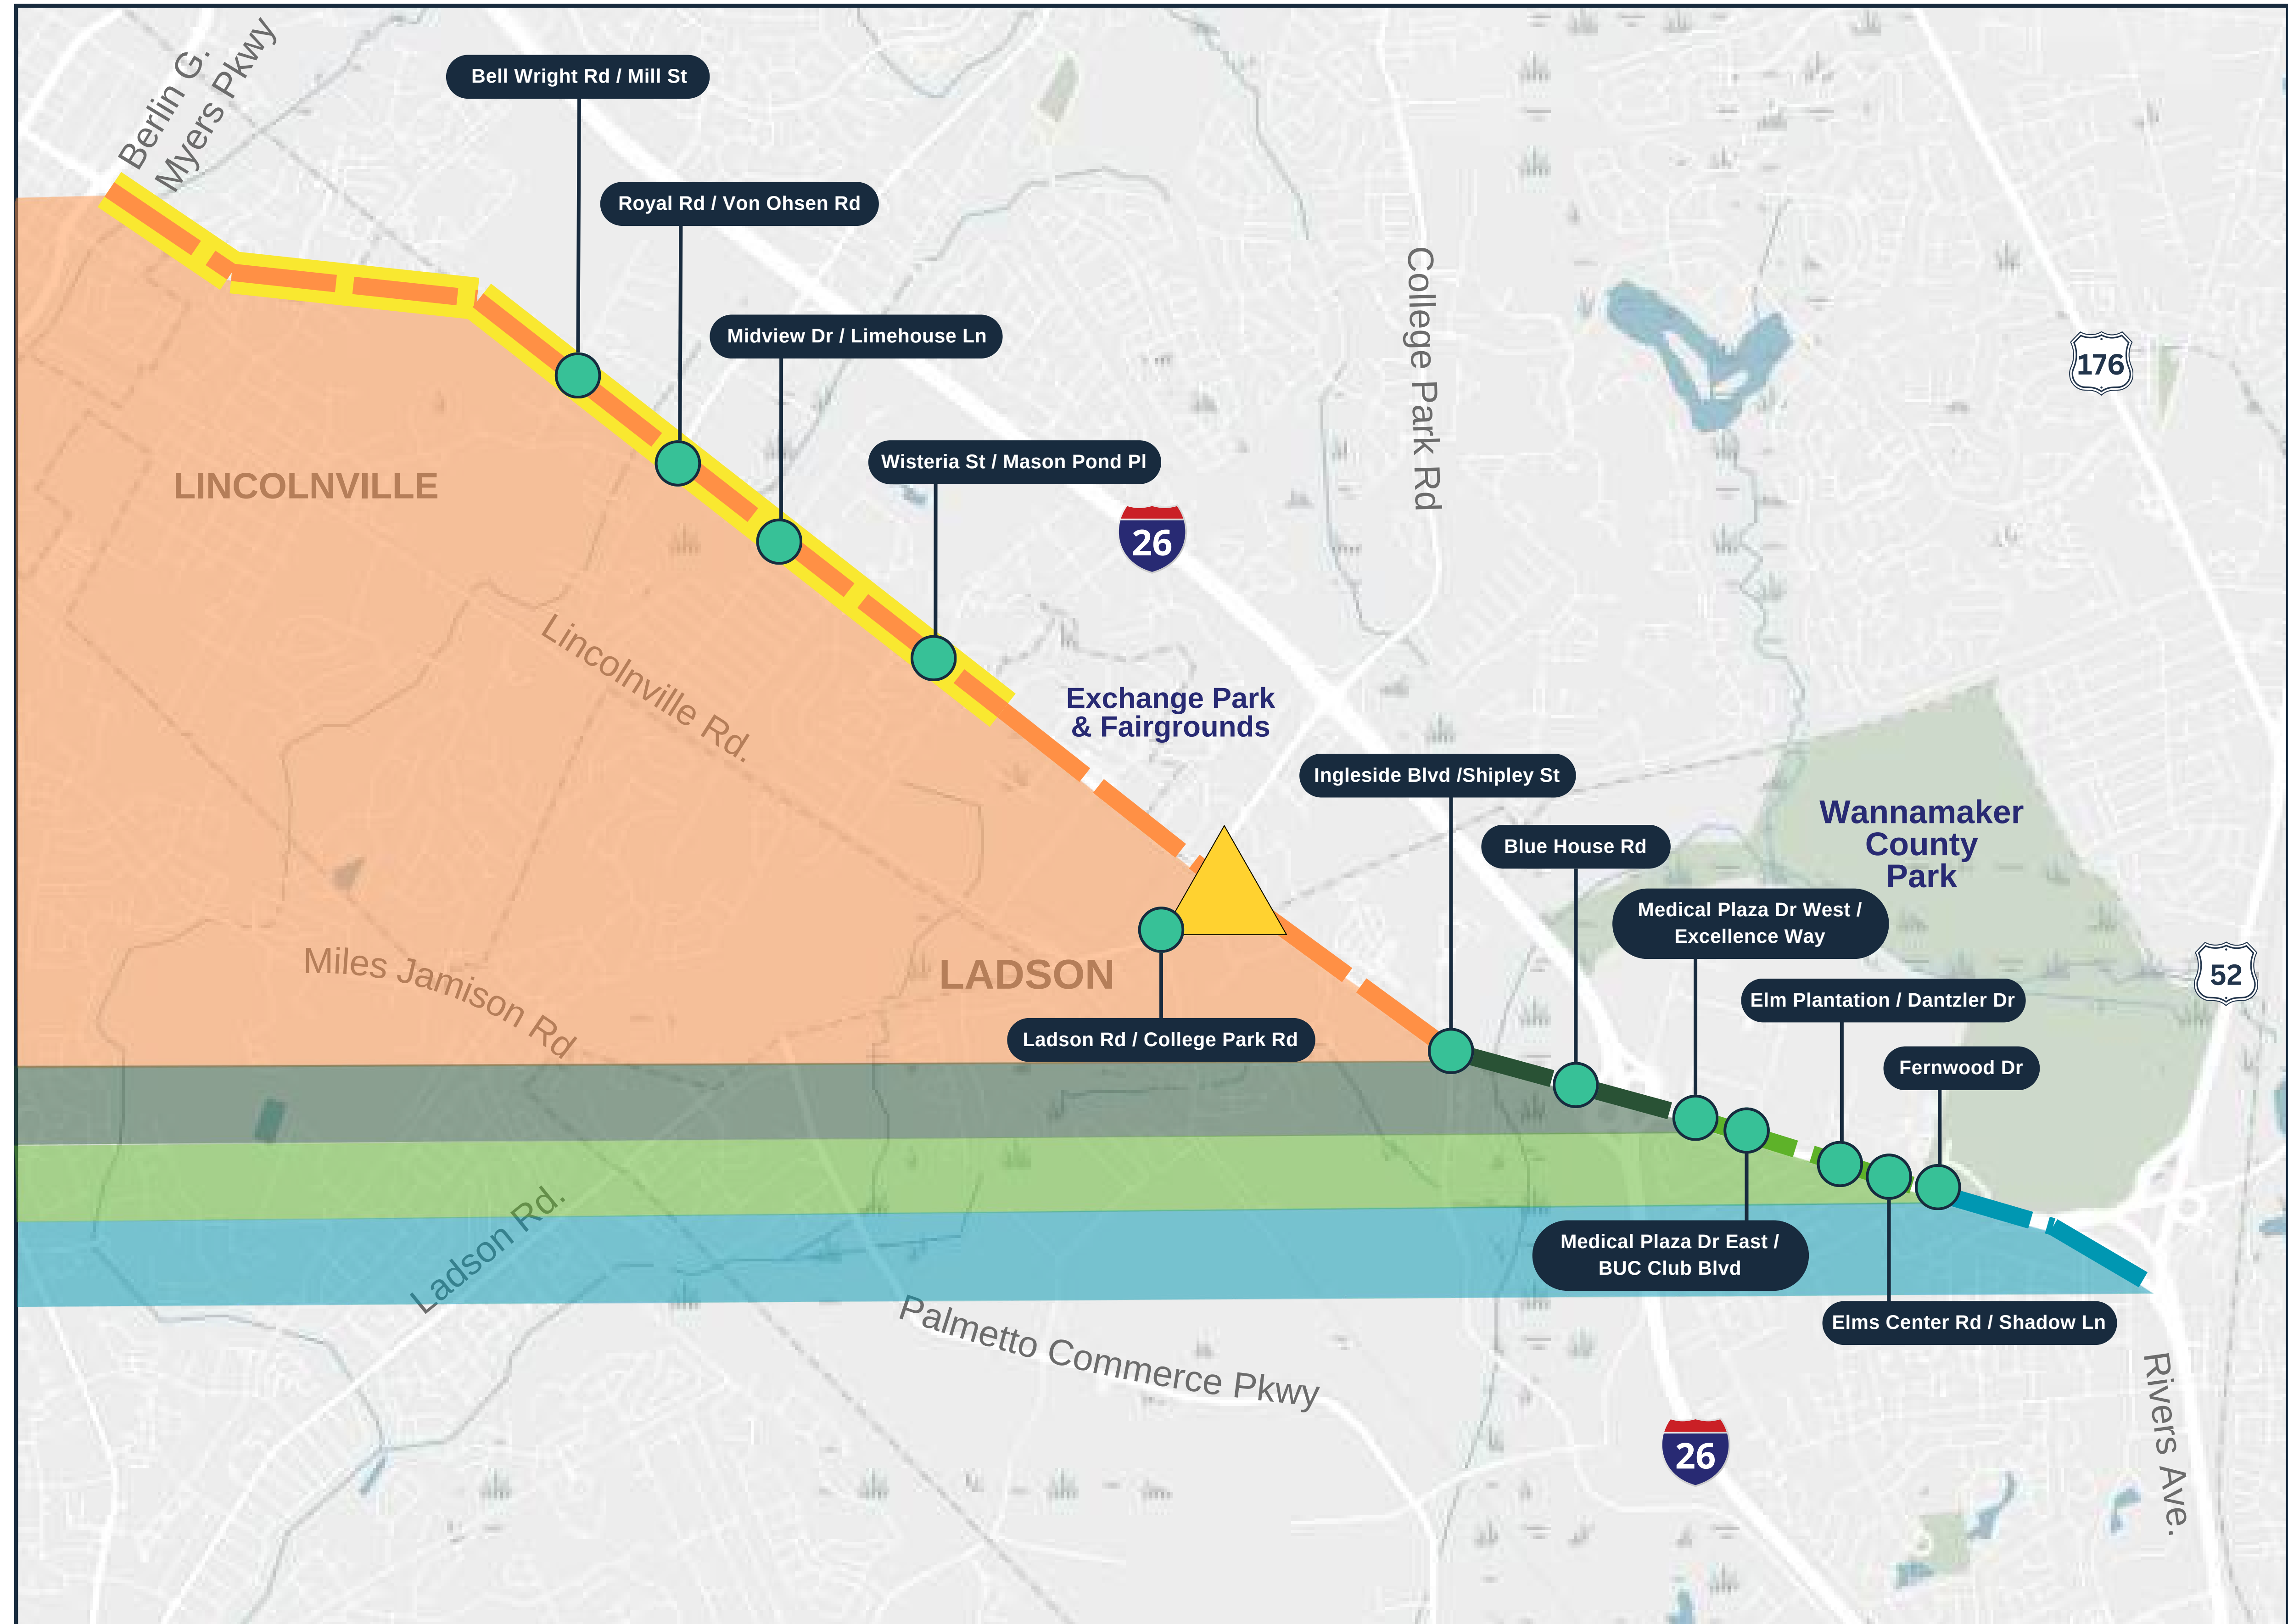 Berlin G.
Myers Pkwy
Bell Wright Rd / Mill St
Royal Rd / Von Ohsen Rd
Midview Dr / Limehouse Ln
College Park Rd
176
Wisteria St / Mason Pond Pl
LINCOLNVILLE
26
Lincolnville Rd.
Exchange Park
& Fairgrounds
Ingleside Blvd /Shipley St
Wannamaker
County
Park
Blue House Rd
Medical Plaza Dr West /
Excellence Way
Miles Jamison Rd
LADSON
52
Elm Plantation / Dantzler Dr
Ladson Rd / College Park Rd
Fernwood Dr
Ladson Rd.
Medical Plaza Dr East /
BUC Club Blvd
Elms Center Rd / Shadow Ln
Palmetto Commerce Pkwy
Rivers Ave.
26